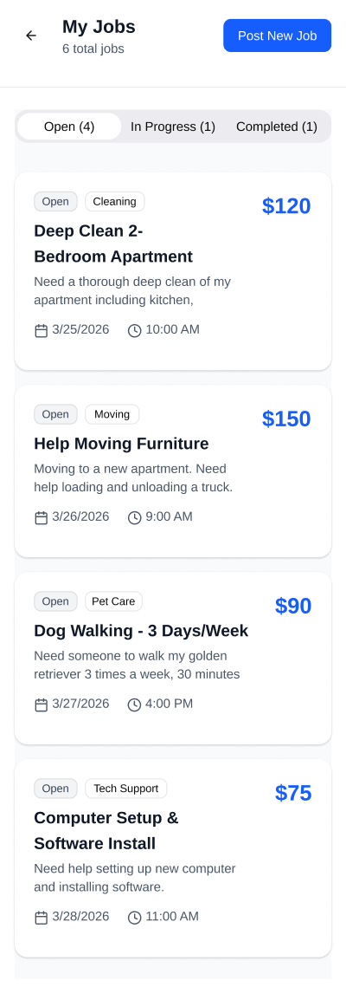 My Jobs
6 total jobs
Post New Job
Open (4) In Progress (1) Completed (1)
Open Cleaning
$120
Deep Clean 2-
Bedroom Apartment
Need a thorough deep clean of my
apartment including kitchen,
3/25/2026 10:00 AM
Open Moving
$150
Help Moving Furniture
Moving to a new apartment. Need
help loading and unloading a truck.
3/26/2026 9:00 AM
Open Pet Care
$90
Dog Walking - 3 Days/Week
Need someone to walk my golden
retriever 3 times a week, 30 minutes
3/27/2026 4:00 PM
Open Tech Support
$75
Computer Setup &
Software Install
Need help setting up new computer
and installing software.
3/28/2026 11:00 AM